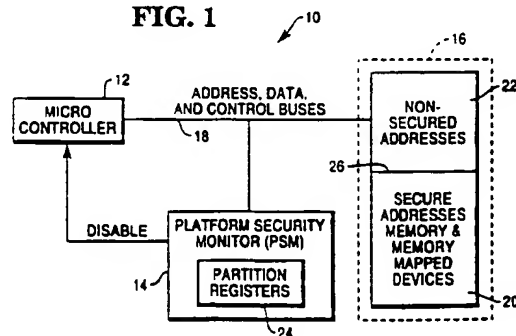 FIG. 1
10
16
12
MICRO
CONTROLLER
ADDRESS, DATA,
AND CONTROL BUSES
18
22
NON-
SECURED
ADDRESSES
26
DISABLE
PLATFORM SECURITY
MONITOR (PSM)
14
PARTITION
REGISTERS
24
SECURE
ADDRESSES
MEMORY &
MEMORY
MAPPED
DEVICES
20